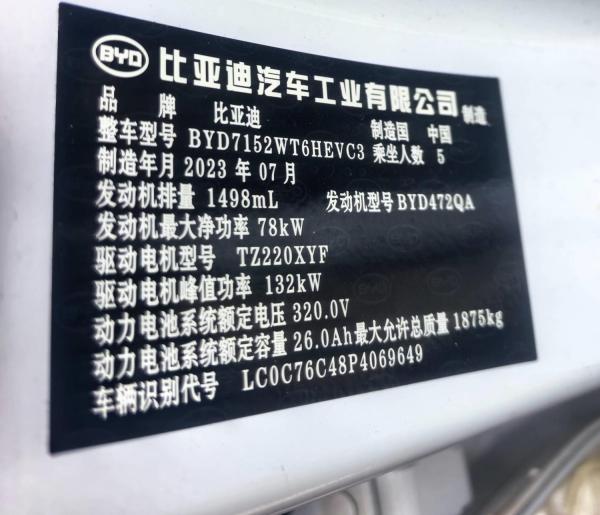 BYD 比亚迪汽车工业有限公司 制造
品牌 比亚迪 制造国 中国
整车型号 BYD7152WT6HEVC3 乘坐人数 5
制造年月 2023 年 07 月
发动机排量 1498mL 发动机型号 BYD472QA
发动机最大净功率 78kW
驱动电机型号 TZ220XYF
驱动电机峰值功率 132kW
动力电池系统额定电压 320.0V
动力电池系统额定容量 26.0Ah 最大允许总质量 1875kg
车辆识别代号 LC0C76C48P4069649